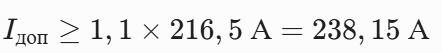 I_доп ≥ 1,1 × 216,5 А = 238,15 А